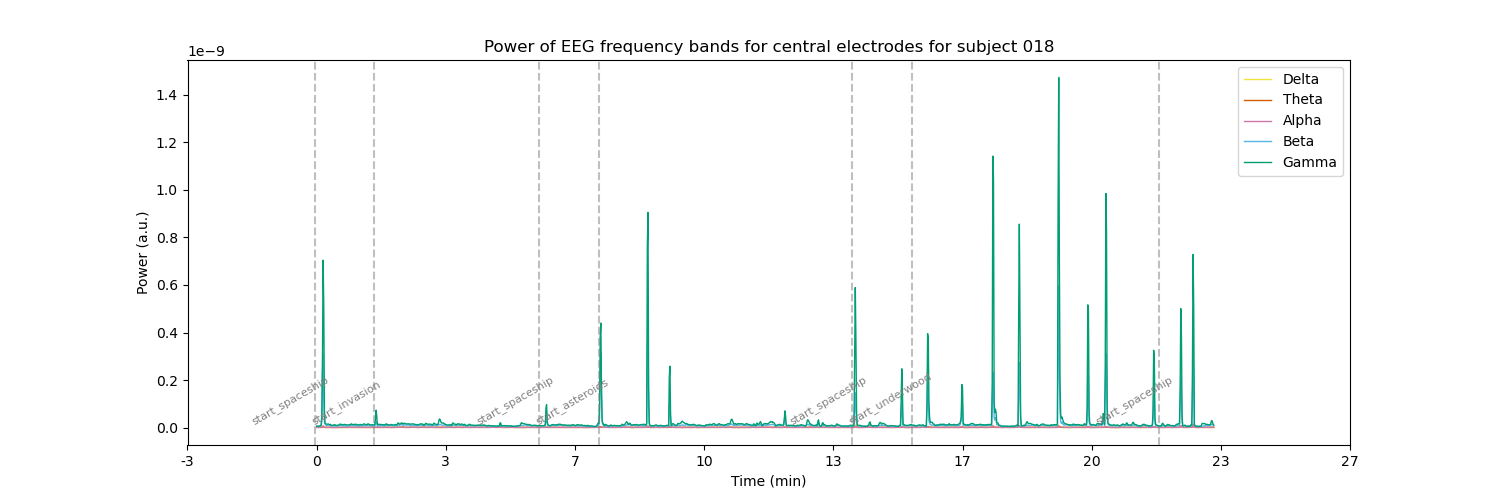 Power of EEG frequency bands for central electrodes for subject 018
1e−9
1.4
1.2
1.0
0.8
0.6
0.4
0.2
0.0
Power (a.u.)
Delta
Theta
Alpha
Beta
Gamma
start_spaceship
start_invasion
start_spaceship
start_asteroids
start_spaceship
start_underwood
start_spaceship
-3
0
3
7
10
13
17
20
23
27
Time (min)